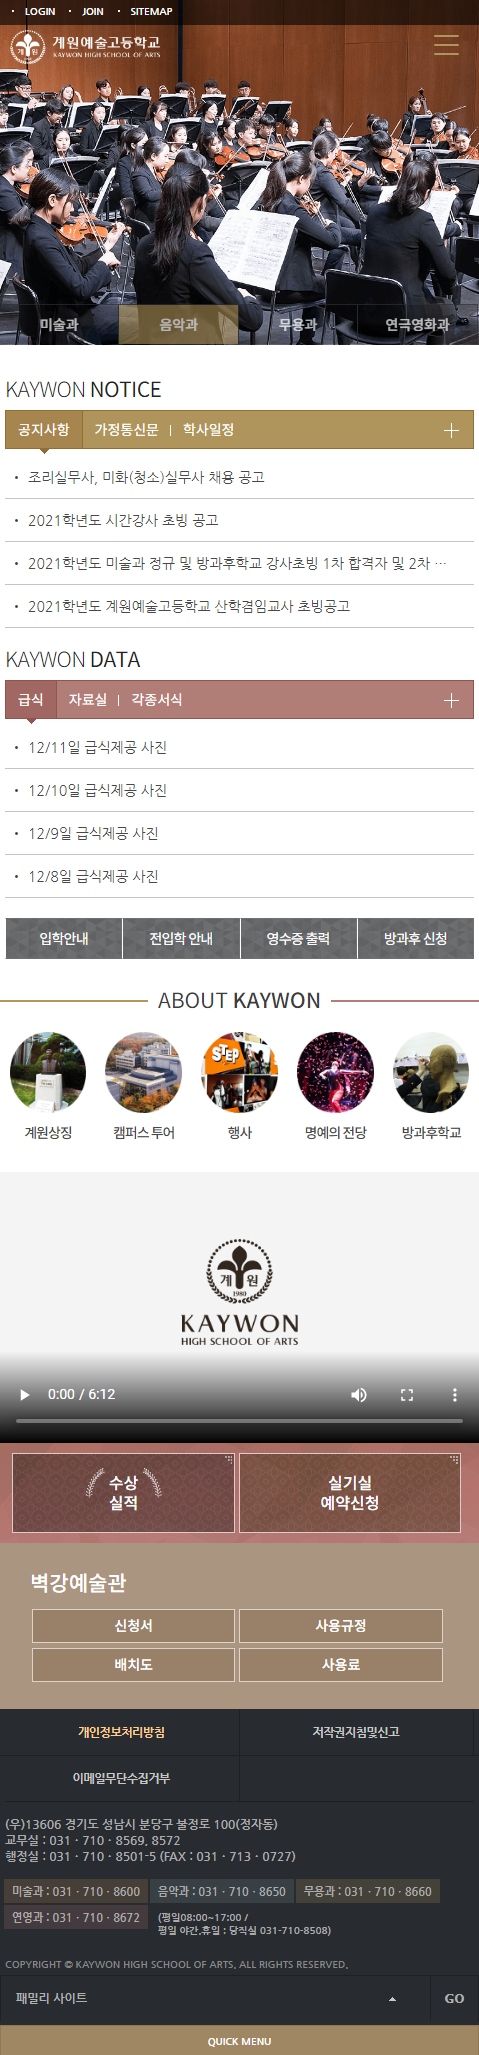 LOGIN JOIN SITEMAP
계원예술고등학교
KAYWON HIGH SCHOOL OF ARTS
미술과 음악과 무용과 연극영화과
KAYWON NOTICE
공지사항 가정통신문 | 학사일정
조리실무사, 미화(청소)실무사 채용 공고
2021학년도 시간강사 초빙 공고
2021학년도 미술과 정규 및 방과후학교 강사초빙 1차 합격자 및 2차 …
2021학년도 계원예술고등학교 산학겸임교사 초빙공고
KAYWON DATA
급식 자료실 | 각종서식
12/11일 급식제공 사진
12/10일 급식제공 사진
12/9일 급식제공 사진
12/8일 급식제공 사진
입학안내 전입학 안내 영수증 출력 방과후 신청
ABOUT KAYWON
STEP
계원상징 캠퍼스 투어 행사 명예의 전당 방과후학교
계원
1980
KAYWON
HIGH SCHOOL OF ARTS
0:00 / 6:12
수상
실적
실기실
예약신청
벽강예술관
신청서 사용규정
배치도 사용료
개인정보처리방침 저작권지침및신고
이메일무단수집거부
(우)13606 경기도 성남시 분당구 불정로 100(정자동)
교무실 : 031 · 710 · 8569, 8572
행정실 : 031 · 710 · 8501-5 (FAX : 031 · 713 · 0727)
미술과 : 031 · 710 · 8600 음악과 : 031 · 710 · 8650 무용과 : 031 · 710 · 8660
연영과 : 031 · 710 · 8672 (평일08:00~17:00 /
평일 야간,휴일 : 당직실 031-710-8508)
COPYRIGHT © KAYWON HIGH SCHOOL OF ARTS. ALL RIGHTS RESERVED.
패밀리 사이트 GO
QUICK MENU